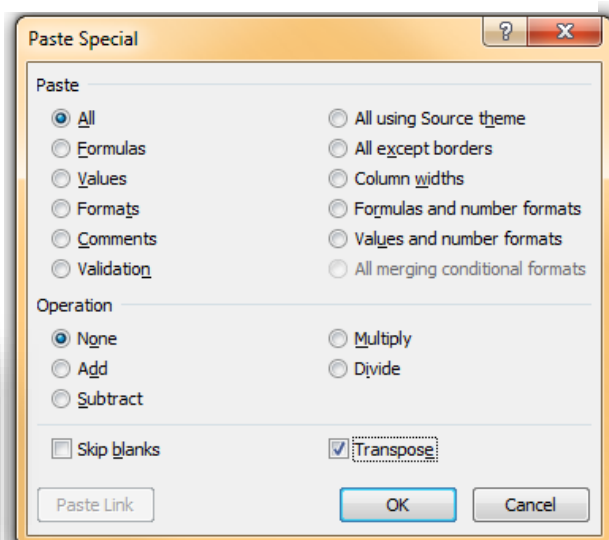 Paste Special
Paste
All
All using Source theme
Formulas
All except borders
Values
Column widths
Formats
Formulas and number formats
Comments
Values and number formats
Validation
All merging conditional formats
Operation
None
Multiply
Add
Divide
Subtract
Skip blanks
Transpose
Paste Link
OK
Cancel